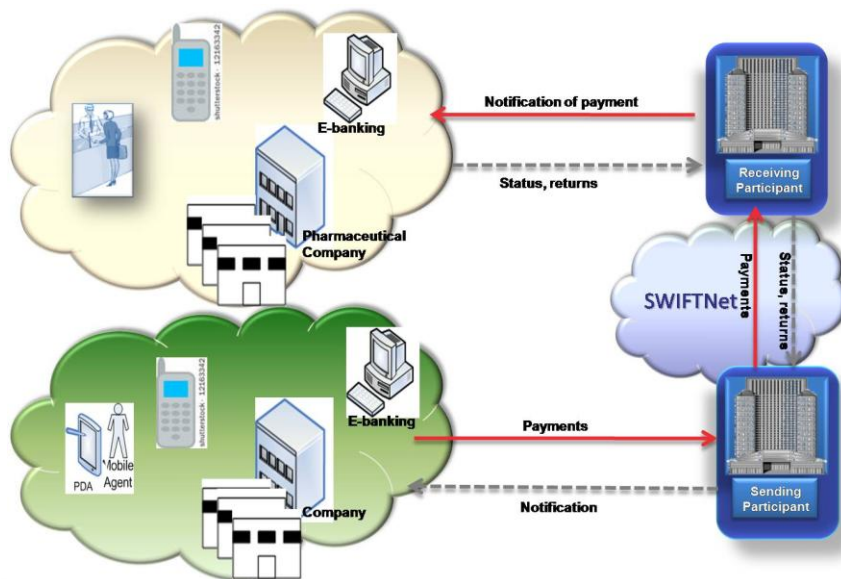 shutterstock · 12163342
E-banking
Notification of payment
Status, returns
Pharmaceutical
Company
Receiving
Participant
SWIFTNet
Payments
Status, returns
shutterstock · 12163342
E-banking
PDA
Mobile
Agent
Company
Payments
Notification
Sending
Participant